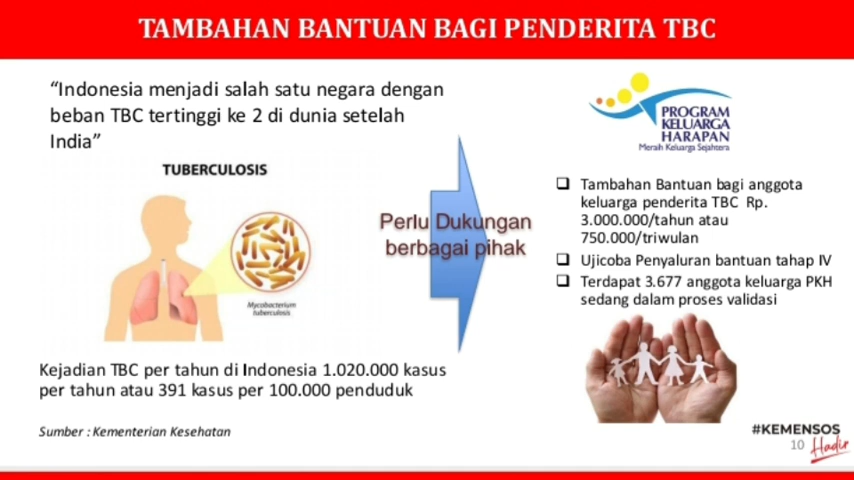 TAMBAHAN BANTUAN BAGI PENDERITA TBC
“Indonesia menjadi salah satu negara dengan
beban TBC tertinggi ke 2 di dunia setelah
India”
TUBERCULOSIS
Mycobacterium
tuberculosis
Kejadian TBC per tahun di Indonesia 1.020.000 kasus
per tahun atau 391 kasus per 100.000 penduduk
Sumber : Kementerian Kesehatan
Perlu Dukungan
berbagai pihak
PROGRAM
KELUARGA
HARAPAN
Meraih Keluarga Sejahtera
Tambahan Bantuan bagi anggota
keluarga penderita TBC Rp.
3.000.000/tahun atau
750.000/triwulan
Ujicoba Penyaluran bantuan tahap IV
Terdapat 3.677 anggota keluarga PKH
sedang dalam proses validasi
#KEMENSOS
10 Hadir